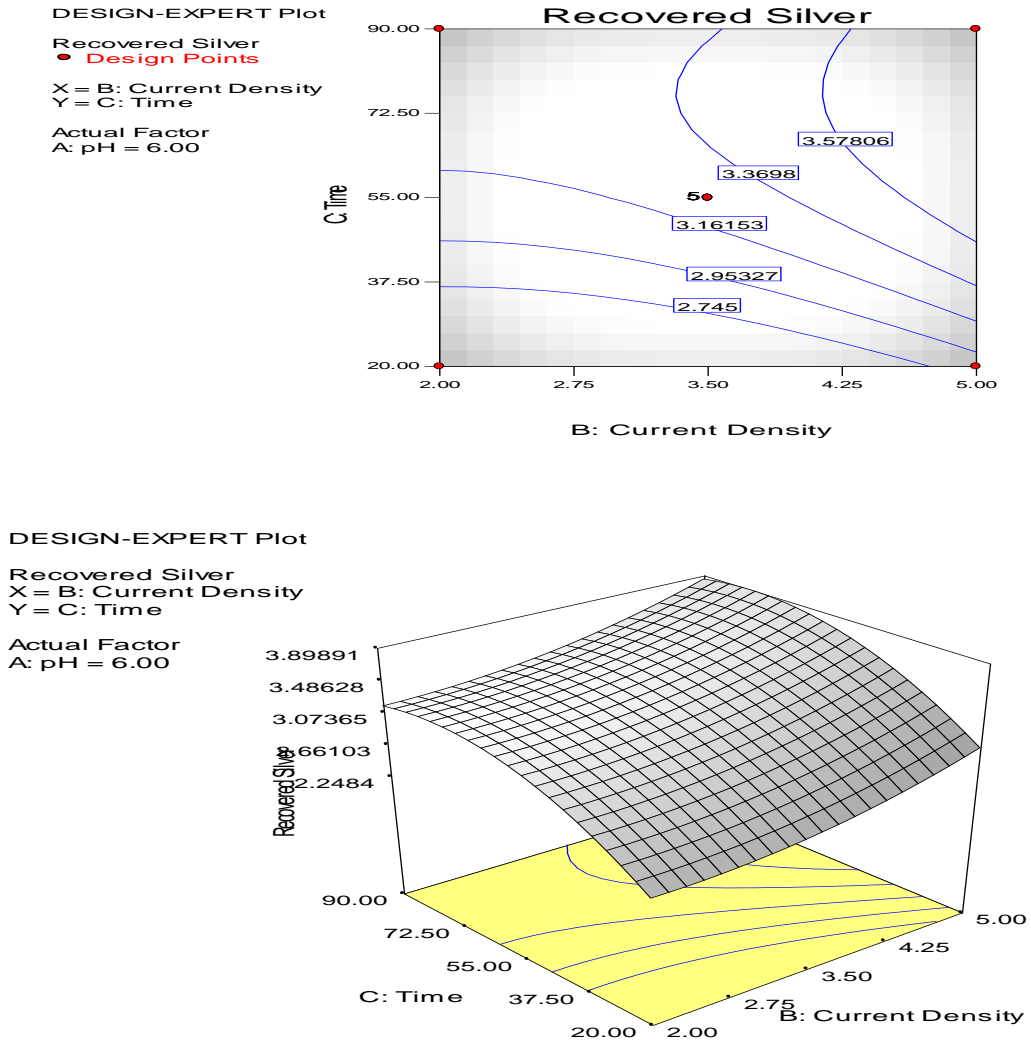 DESIGN-EXPERT Plot
Recovered Silver
Design Points
X = B: Current Density
Y = C: Time
Actual Factor
A: pH = 6.00
Recovered Silver
C: Time
90.00
72.50
55.00
37.50
20.00
3.57806
3.3698
5
3.16153
2.95327
2.745
2.00 2.75 3.50 4.25 5.00
B: Current Density
DESIGN-EXPERT Plot
Recovered Silver
X = B: Current Density
Y = C: Time
Actual Factor
A: pH = 6.00
3.89891
3.48628
3.07365
2.66103
2.2484
Recovered Silver
90.00
72.50
55.00
37.50
20.00
C: Time
2.00
2.75
3.50
4.25
5.00
B: Current Density